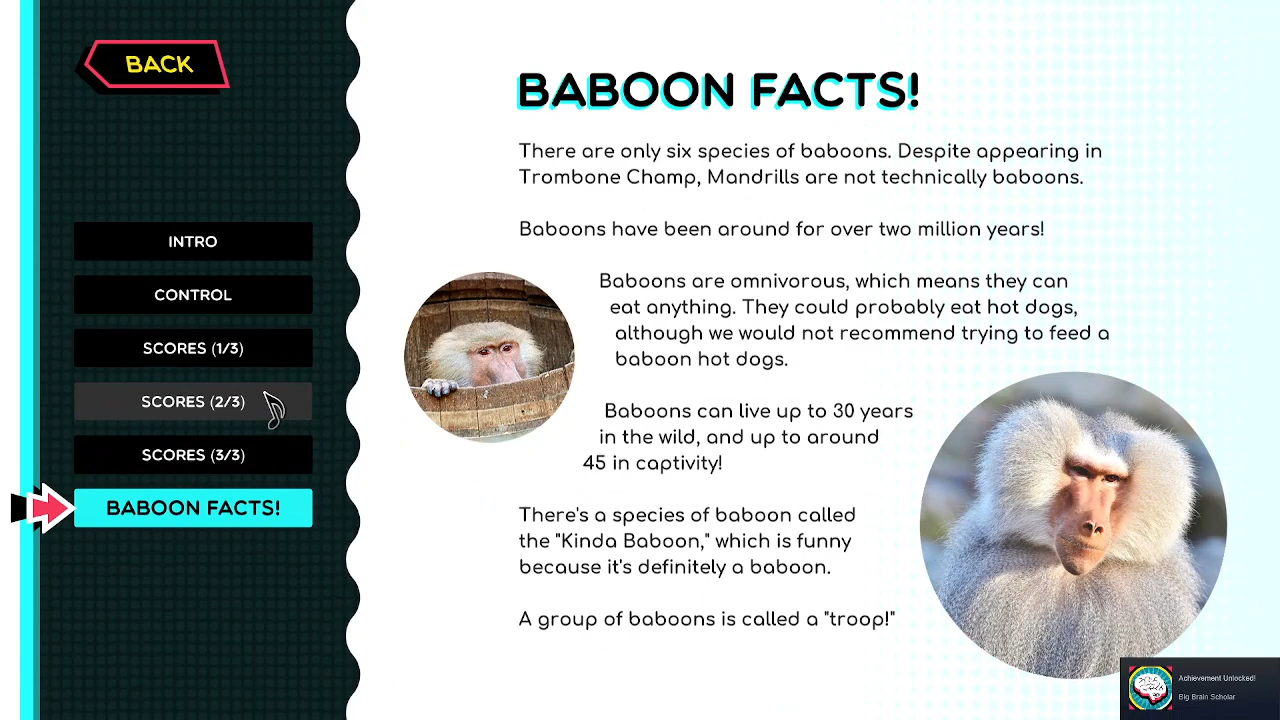 BACK
INTRO
CONTROL
SCORES (1/3)
SCORES (2/3)
SCORES (3/3)
BABOON FACTS!
BABOON FACTS!
There are only six species of baboons. Despite appearing in
Trombone Champ, Mandrills are not technically baboons.
Baboons have been around for over two million years!
Baboons are omnivorous, which means they can
eat anything. They could probably eat hot dogs,
although we would not recommend trying to feed a
baboon hot dogs.
Baboons can live up to 30 years
in the wild, and up to around
45 in captivity!
There's a species of baboon called
the "Kinda Baboon," which is funny
because it's definitely a baboon.
A group of baboons is called a "troop!"
Achievement Unlocked!
Big Brain Scholar